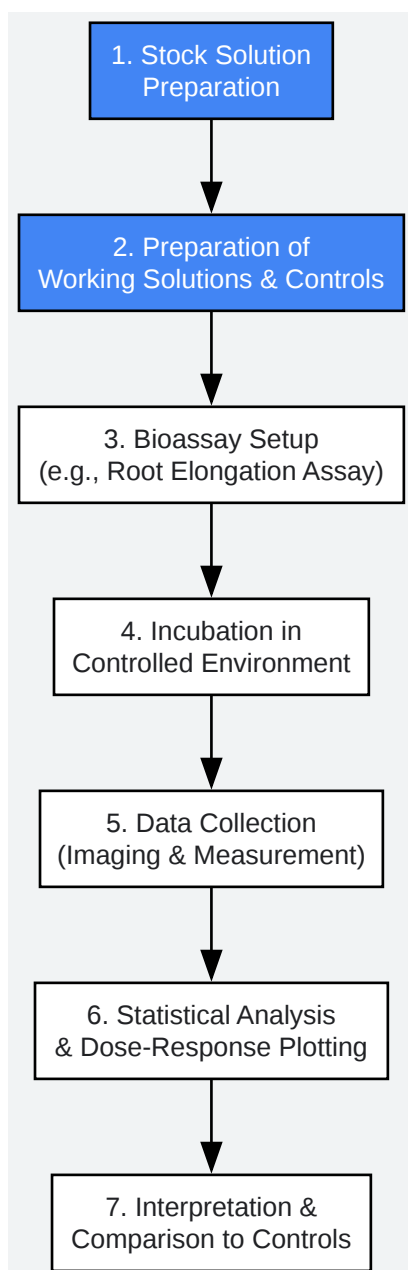 1. Stock Solution
Preparation
2. Preparation of
Working Solutions & Controls
3. Bioassay Setup
(e.g., Root Elongation Assay)
4. Incubation in
Controlled Environment
5. Data Collection
(Imaging & Measurement)
6. Statistical Analysis
& Dose-Response Plotting
7. Interpretation &
Comparison to Controls